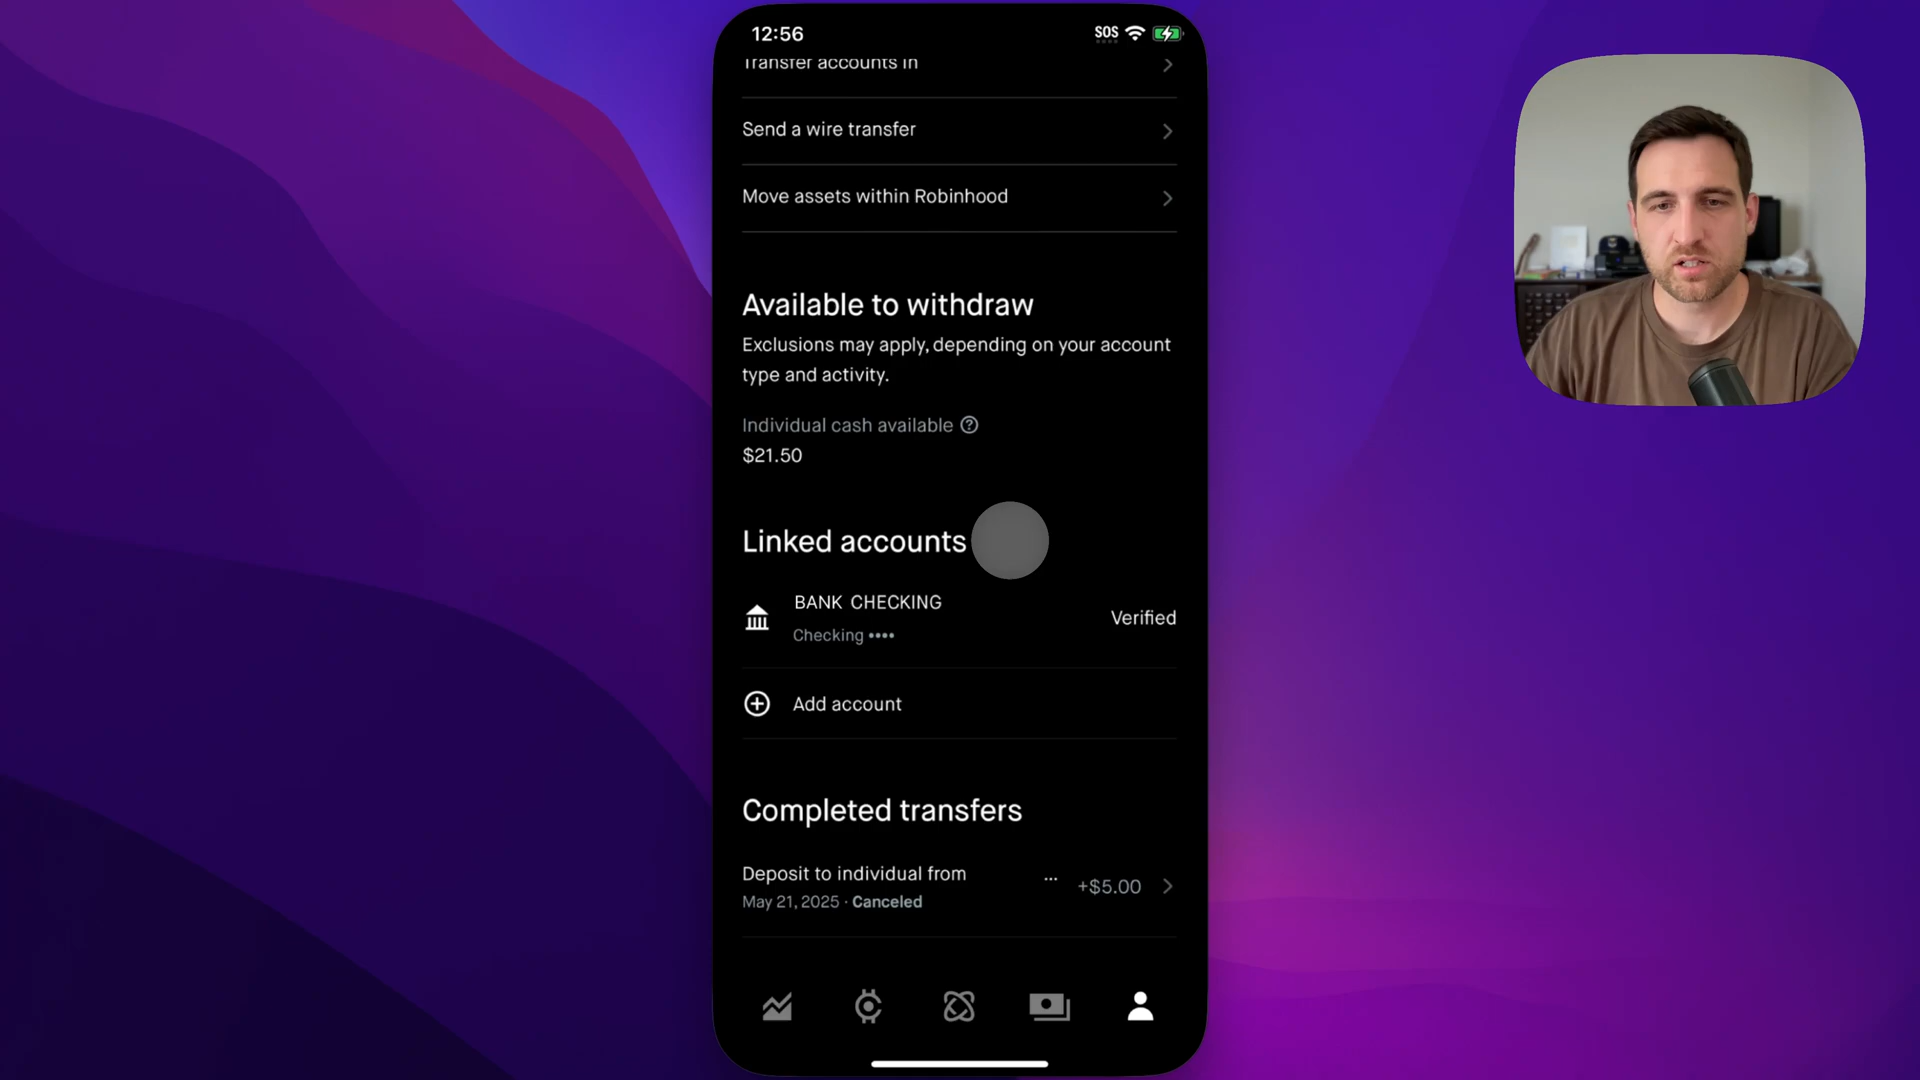 12:56
SOS
Transfer accounts in
Send a wire transfer
Move assets within Robinhood
Available to withdraw
Exclusions may apply, depending on your account
type and activity.
Individual cash available
$21.50
Linked accounts
BANK CHECKING
Checking ••••
Verified
Add account
Completed transfers
Deposit to individual from ...
+$5.00
May 21, 2025 · Canceled